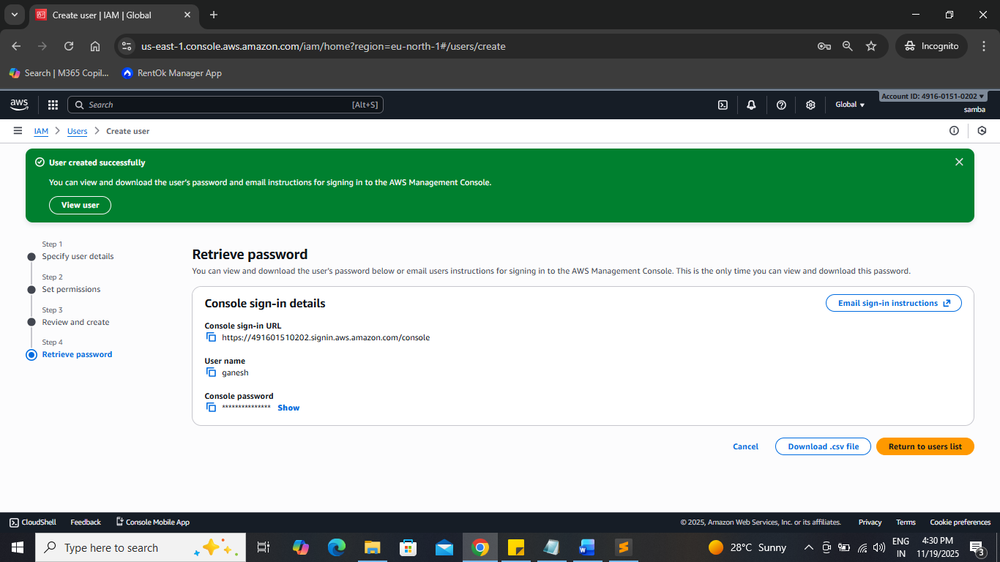 Create user | IAM | Global
us-east-1.console.aws.amazon.com/iam/home?region=eu-north-1#/users/create
Incognito
Search | M365 Copil...
RentOk Manager App
aws
Search
[Alt+S]
Global
Account ID: 4916-0151-0202
samba
IAM
Users
Create user
User created successfully
You can view and download the user's password and email instructions for signing in to the AWS Management Console.
View user
Step 1
Specify user details
Step 2
Set permissions
Step 3
Review and create
Step 4
Retrieve password
Retrieve password
You can view and download the user's password below or email users instructions for signing in to the AWS Management Console. This is the only time you can view and download this password.
Console sign-in details
Email sign-in instructions
Console sign-in URL
https://491601510202.signin.aws.amazon.com/console
User name
ganesh
Console password
*************** Show
Cancel
Download .csv file
Return to users list
CloudShell
Feedback
Console Mobile App
© 2025, Amazon Web Services, Inc. or its affiliates.
Privacy
Terms
Cookie preferences
Type here to search
28°C Sunny
ENG
IN
4:30 PM
11/19/2025
3